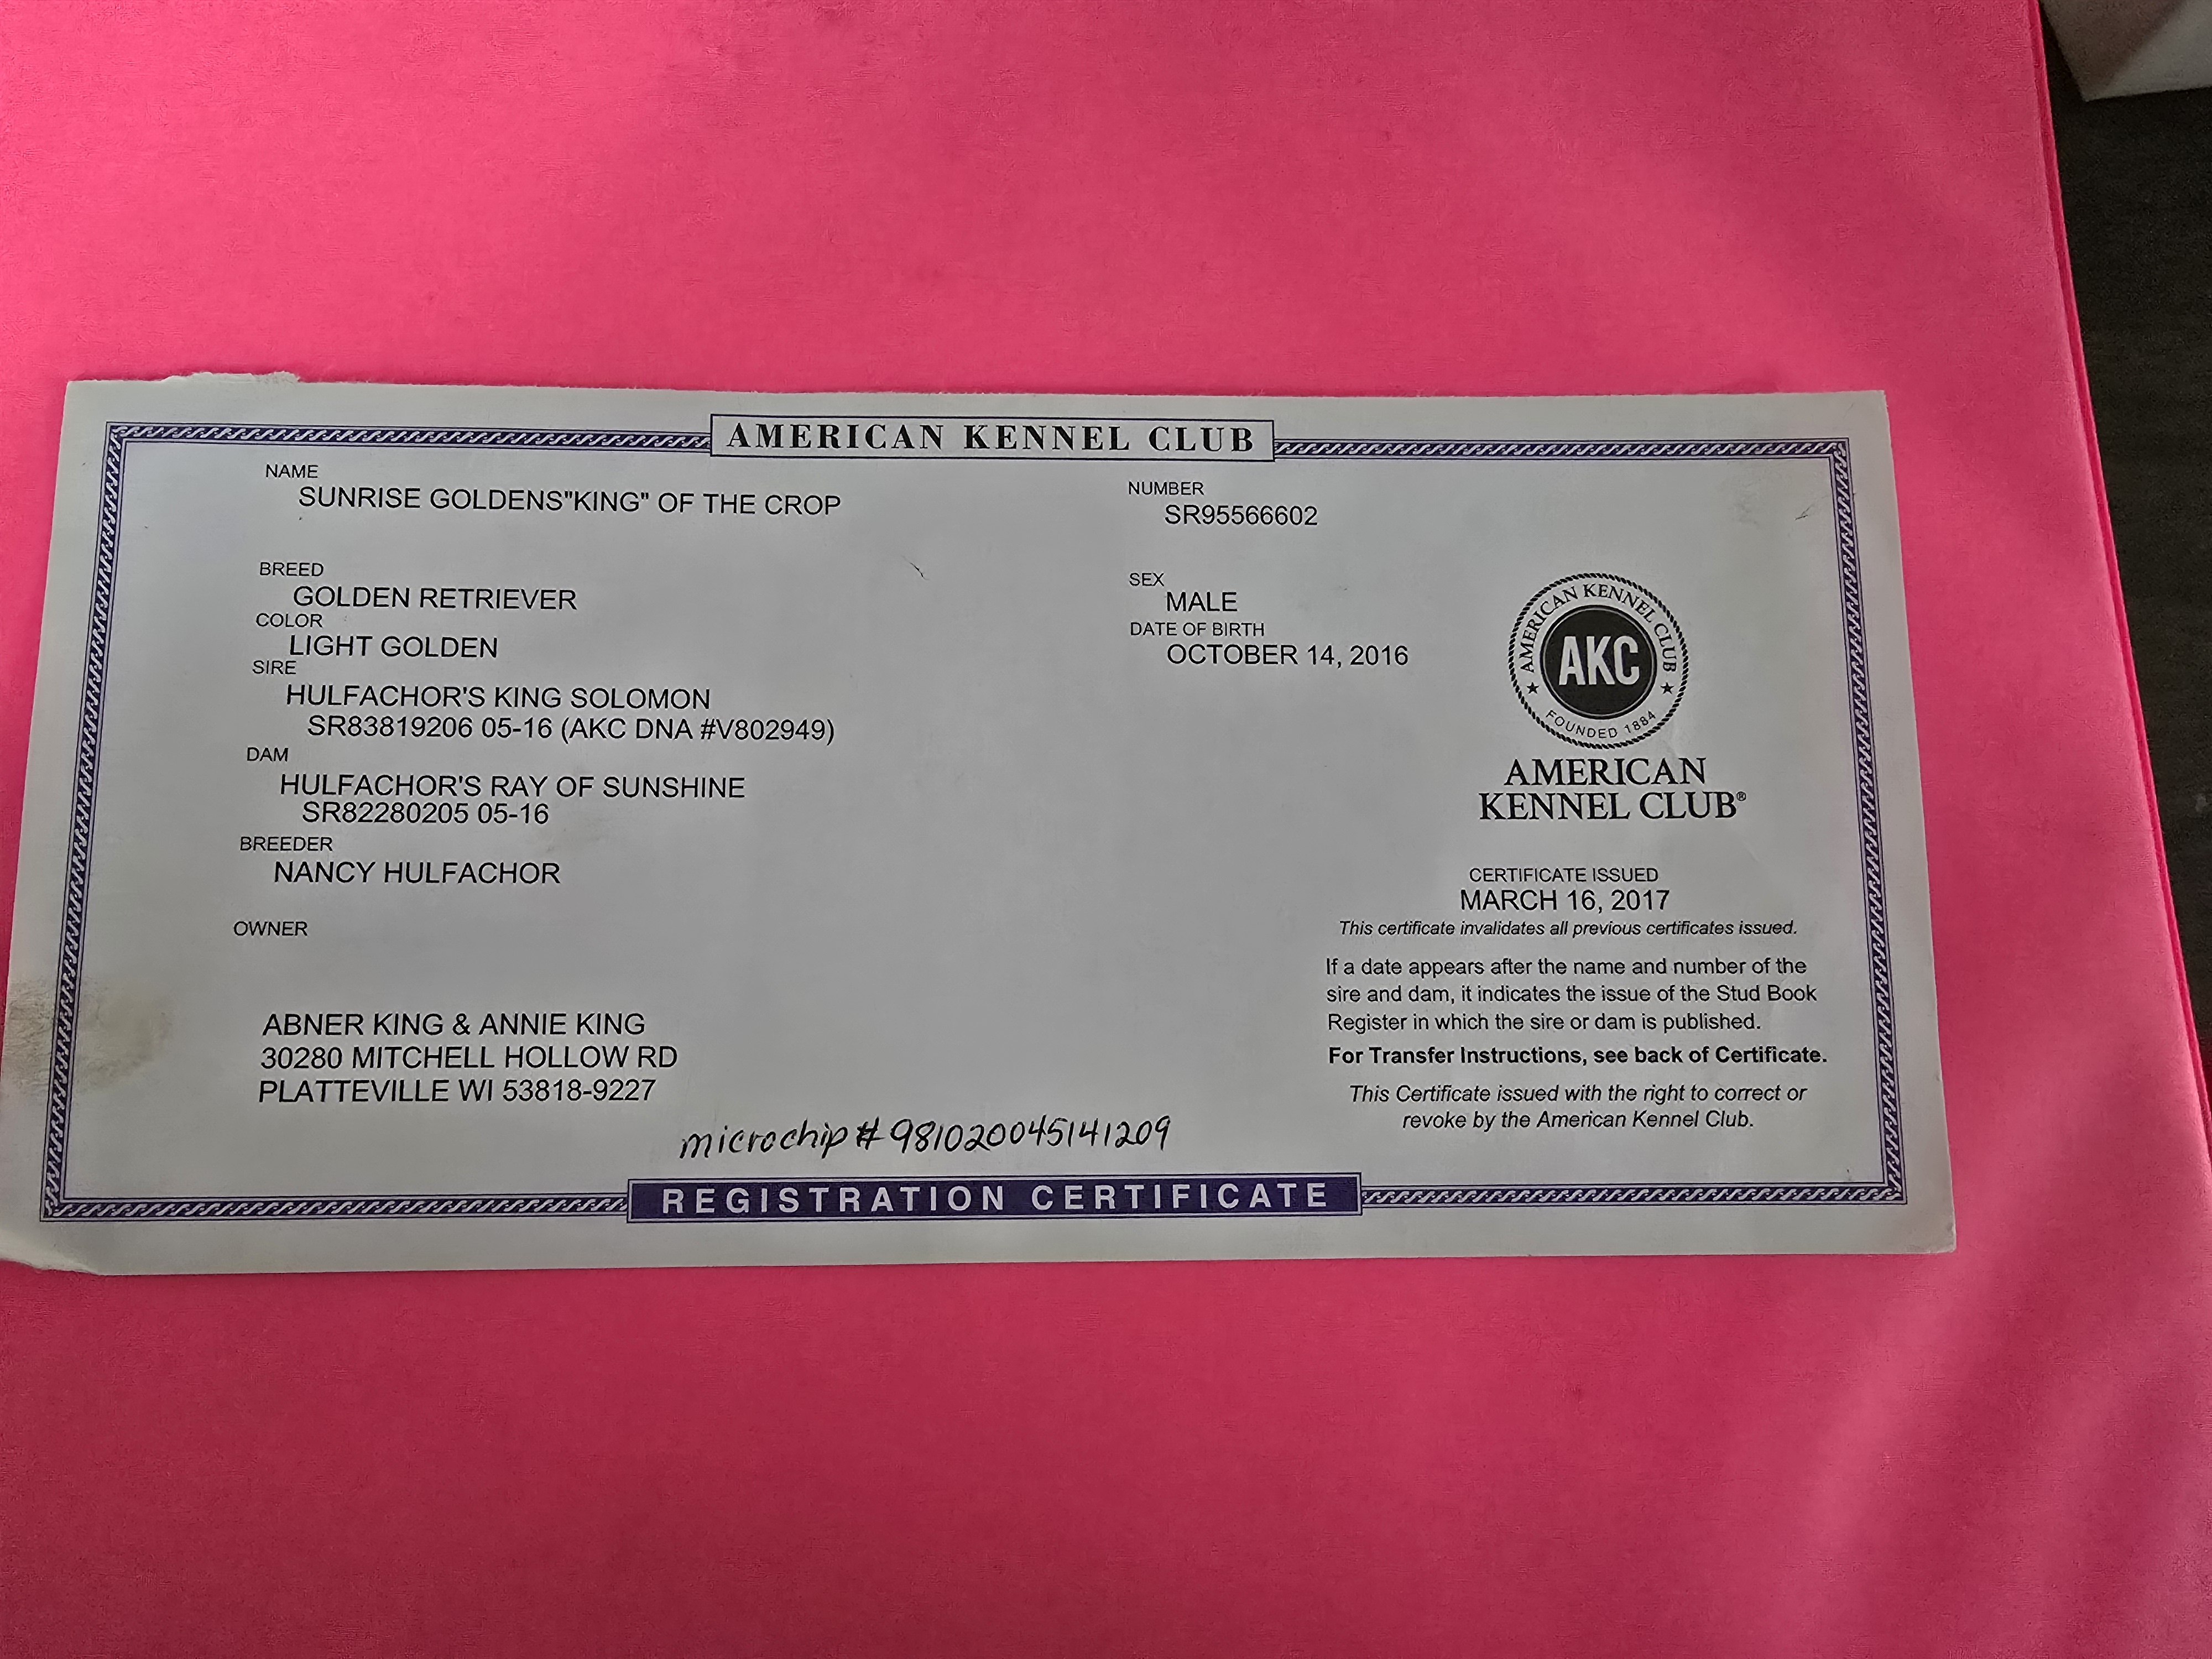 AMERICAN KENNEL CLUB
NAME
SUNRISE GOLDENS"KING" OF THE CROP
NUMBER
SR95566602
BREED
GOLDEN RETRIEVER
COLOR
LIGHT GOLDEN
SEX
MALE
DATE OF BIRTH
OCTOBER 14, 2016
SIRE
HULFACHOR'S KING SOLOMON
SR83819206 05-16 (AKC DNA #V802949)
DAM
HULFACHOR'S RAY OF SUNSHINE
SR82280205 05-16
BREEDER
NANCY HULFACHOR
OWNER
ABNER KING & ANNIE KING
30280 MITCHELL HOLLOW RD
PLATTEVILLE WI 53818-9227
AMERICAN KENNEL CLUB
AKC
FOUNDED 1884
AMERICAN
KENNEL CLUB®
CERTIFICATE ISSUED
MARCH 16, 2017
This certificate invalidates all previous certificates issued.
If a date appears after the name and number of the
sire and dam, it indicates the issue of the Stud Book
Register in which the sire or dam is published.
For Transfer Instructions, see back of Certificate.
This Certificate issued with the right to correct or
revoke by the American Kennel Club.
microchip # 981020045141209
REGISTRATION CERTIFICATE